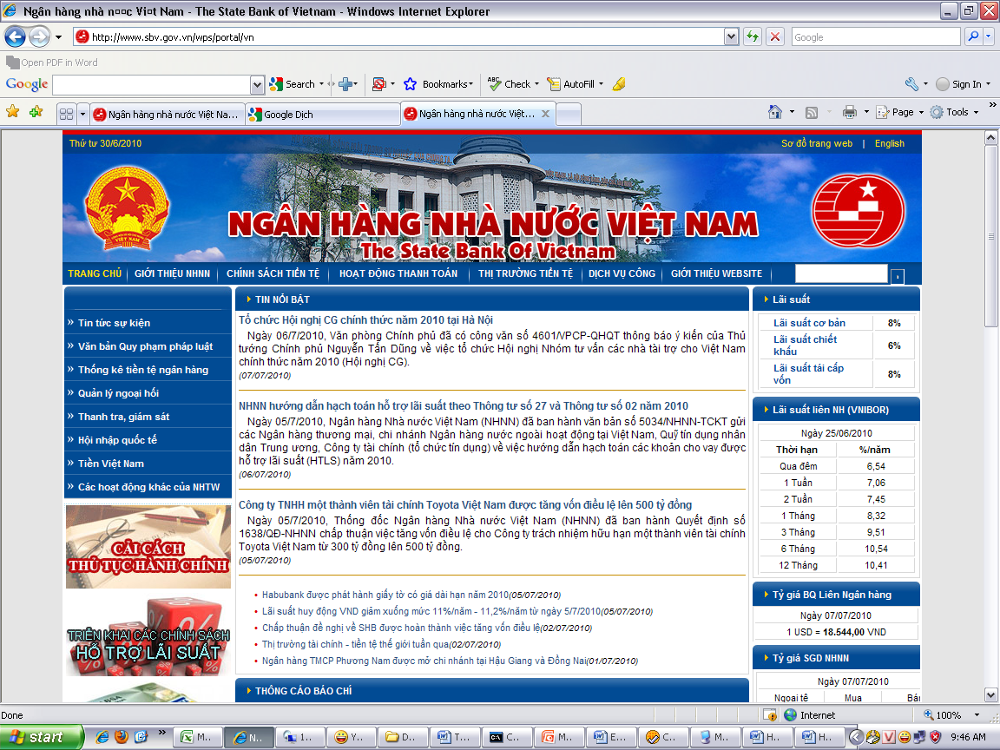 Ngân hàng nhà n¤¤c Vi¤t Nam - The State Bank of Vietnam - Windows Internet Explorer
http://www.sbv.gov.vn/wps/portal/vn
Google
Open PDF in Word
Google Search Bookmarks Check AutoFill Sign In
Ngân hàng nhà nước Việt Na... Google Dịch Ngân hàng nhà nước Việt... Page Tools
Thứ tư 30/6/2010 Sơ đồ trang web | English
NGÂN HÀNG NHÀ NƯỚC VIỆT NAM
The State Bank Of Vietnam
TRANG CHỦ GIỚI THIỆU NHNN CHÍNH SÁCH TIỀN TỆ HOẠT ĐỘNG THANH TOÁN THỊ TRƯỜNG TIỀN TỆ DỊCH VỤ CÔNG GIỚI THIỆU WEBSITE
» Tin tức sự kiện
» Văn bản Quy phạm pháp luật
» Thống kê tiền tệ ngân hàng
» Quản lý ngoại hối
» Thanh tra, giám sát
» Hội nhập quốc tế
» Tiền Việt Nam
» Các hoạt động khác của NHTW
CẢI CÁCH
THỦ TỤC HÀNH CHÍNH
TRIỂN KHAI CÁC CHÍNH SÁCH
HỖ TRỢ LÃI SUẤT
TIN NỔI BẬT
Tổ chức Hội nghị CG chính thức năm 2010 tại Hà Nội
Ngày 06/7/2010, Văn phòng Chính phủ đã có công văn số 4601/VPCP-QHQT thông báo ý kiến của Thủ
tướng Chính phủ Nguyễn Tấn Dũng về việc tổ chức Hội nghị Nhóm tư vấn các nhà tài trợ cho Việt Nam
chính thức năm 2010 (Hội nghị CG).
(07/07/2010)
NHNN hướng dẫn hạch toán hỗ trợ lãi suất theo Thông tư số 27 và Thông tư số 02 năm 2010
Ngày 05/7/2010, Ngân hàng Nhà nước Việt Nam (NHNN) đã ban hành văn bản số 5034/NHNN-TCKT gửi
các Ngân hàng thương mại, chi nhánh Ngân hàng nước ngoài hoạt động tại Việt Nam, Quỹ tín dụng nhân
dân Trung ương, Công ty tài chính (tổ chức tín dụng) về việc hướng dẫn hạch toán các khoản cho vay được
hỗ trợ lãi suất (HTLS) năm 2010.
(06/07/2010)
Công ty TNHH một thành viên tài chính Toyota Việt Nam được tăng vốn điều lệ lên 500 tỷ đồng
Ngày 05/7/2010, Thống đốc Ngân hàng Nhà nước Việt Nam (NHNN) đã ban hành Quyết định số
1638/QĐ-NHNN chấp thuận việc tăng vốn điều lệ cho Công ty trách nhiệm hữu hạn một thành viên tài chính
Toyota Việt Nam từ 300 tỷ đồng lên 500 tỷ đồng.
(05/07/2010)
• Habubank được phát hành giấy tờ có giá dài hạn năm 2010(05/07/2010)
• Lãi suất huy động VND giảm xuống mức 11%/năm - 11,2%/năm từ ngày 5/7/2010(05/07/2010)
• Chấp thuận đề nghị về SHB được hoàn thành việc tăng vốn điều lệ(02/07/2010)
• Thị trường tài chính - tiền tệ thế giới tuần qua(02/07/2010)
• Ngân hàng TMCP Phương Nam được mở chi nhánh tại Hậu Giang và Đồng Nai(01/07/2010)
THÔNG CÁO BÁO CHÍ
Lãi suất
Lãi suất cơ bản 8%
Lãi suất chiết
khấu 6%
Lãi suất tái cấp
vốn 8%
Lãi suất liên NH (VNIBOR)
Ngày 25/06/2010
Thời hạn %/năm
Qua đêm 6,54
1 Tuần 7,06
2 Tuần 7,45
1 Tháng 8,32
3 Tháng 9,51
6 Tháng 10,54
12 Tháng 10,41
Tỷ giá BQ Liên Ngân hàng
Ngày 07/07/2010
1 USD = 18.544,00 VND
Tỷ giá SGD NHNN
Ngày 07/07/2010
Ngoại tệ Mua Bán
Done Internet 100%
start M... N... 1... Y... D... T... C... M... E... C... M... H... H... 9:46 AM